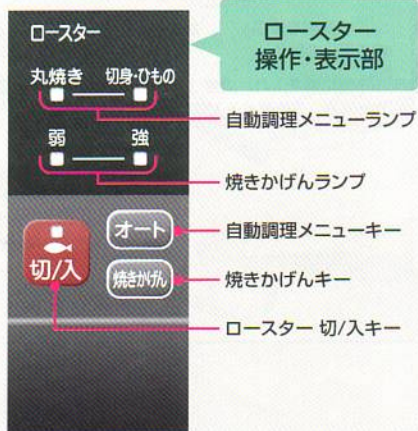 ロースター
丸焼き 切身・ひもの
弱 強
切/入
オート
焼きかげん
ロースター
操作・表示部
自動調理メニューランプ
焼きかげんランプ
自動調理メニューキー
焼きかげんキー
ロースター 切/入キー